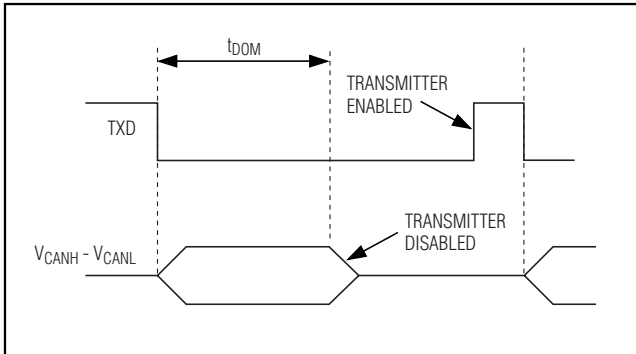 tDOM
TRANSMITTER
ENABLED
TXD
TRANSMITTER
DISABLED
VCANH - VCANL